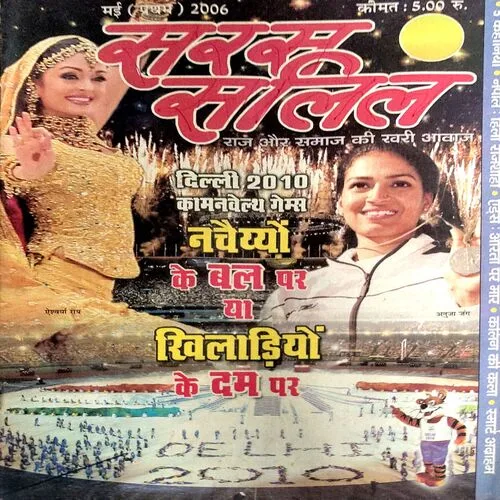 मई (प्रथम) 2006
कीमत: 5.00 रु.
सरस
सलिल
राज और समाज की खरी आवाज
दिल्ली 2010
कामनवेल्थ गेम्स
नचैय्यों
के बल पर
या
खिलाड़ियों
के दम पर
ऐश्वर्या राय
अनुजा जंग
DELHI
2010